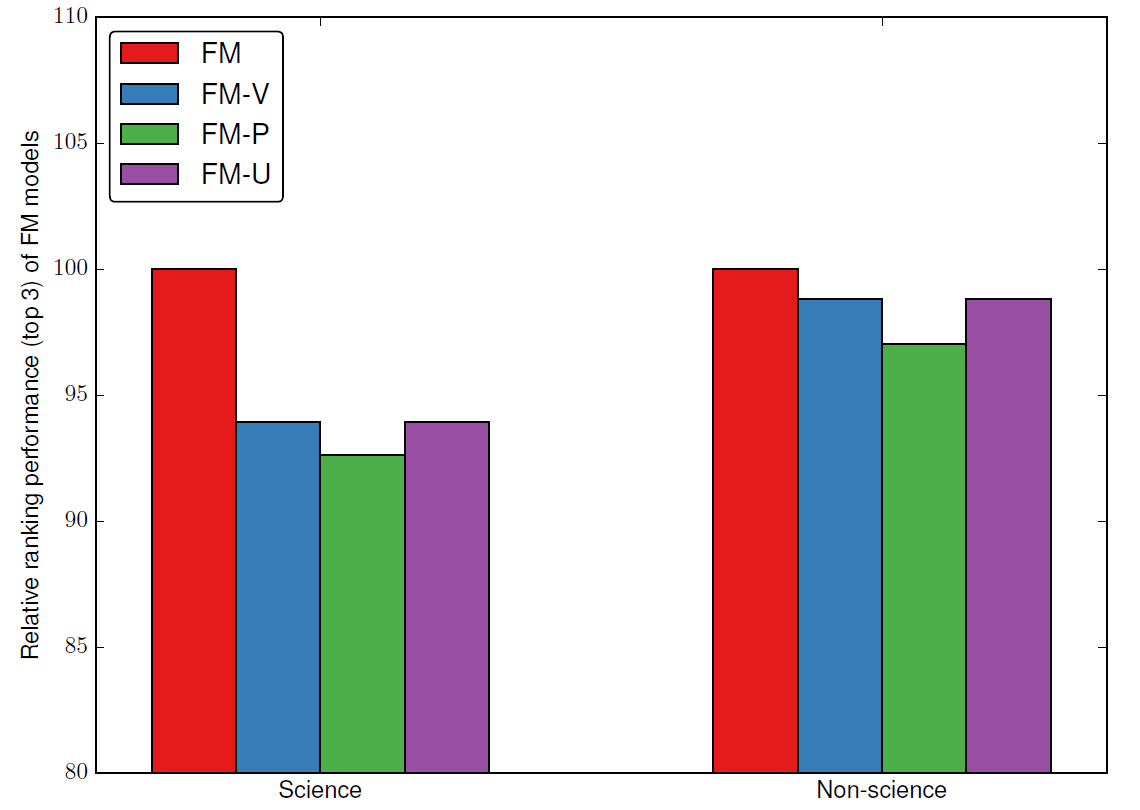 110
105
100
95
90
85
80
Relative ranking performance (top 3) of FM models
FM
FM-V
FM-P
FM-U
Science
Non-science